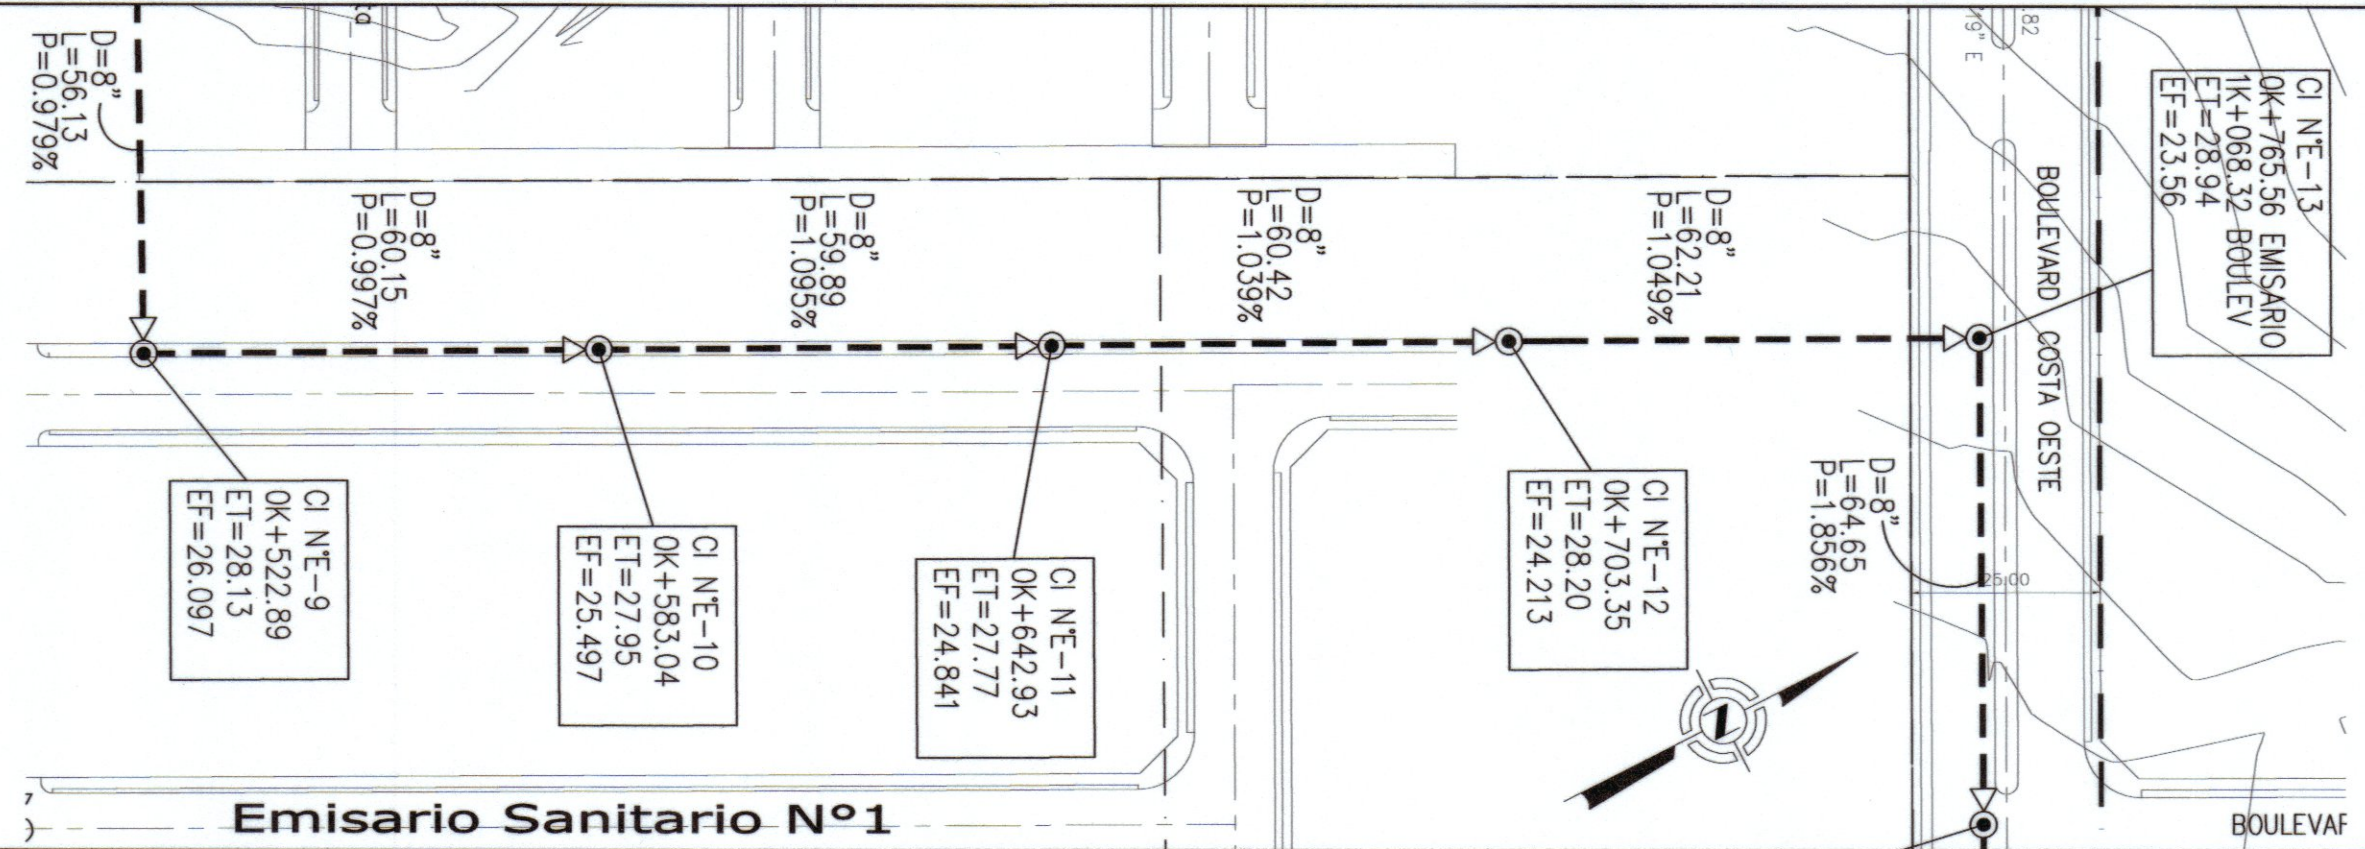 D=8”
L=56.13
P=0.979%
D=8”
L=60.15
P=0.997%
D=8”
L=59.89
P=1.095%
D=8”
L=60.42
P=1.039%
D=8”
L=62.21
P=1.049%
19" E
.82
CI N°E-13
0K+765.56 EMISARIO
1K+068.32 BOULEV
ET=28.94
EF=23.56
BOULEVARD COSTA OESTE
D=8”
L=64.65
P=1.856%
25.00
CI N°E-9
0K+522.89
ET=28.13
EF=26.097
CI N°E-10
0K+583.04
ET=27.95
EF=25.497
CI N°E-11
0K+642.93
ET=27.77
EF=24.841
CI N°E-12
0K+703.35
ET=28.20
EF=24.213
Emisario Sanitario N°1
BOULEVAR